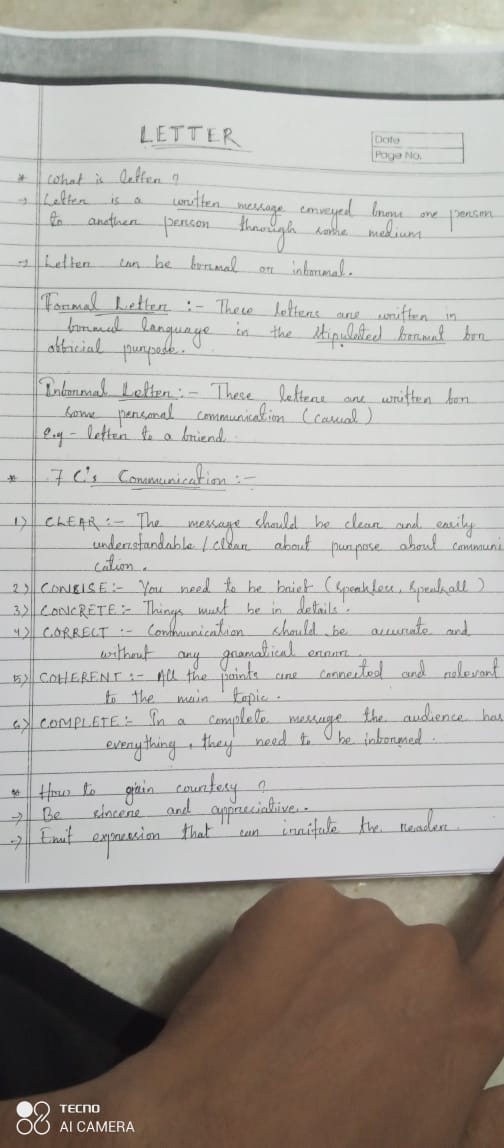 LETTER
Date
Page No.
* What is letter ?
→ Letter is a written message conveyed from one person
to another person through some medium
→ Letter can be formal or informal.
Formal Letter :- These letters are written in
formal language in the stipulated format for
official purpose.
Informal Letter :- These letters are written for
some personal communication (casual)
e.g - letter to a friend.
* 7 C's Communication :-
1) CLEAR :- The message should be clear and easily
understandable / clear about purpose about communi
cation.
2) CONCISE :- You need to be brief (speakless, speakall)
3) CONCRETE :- Things must be in details.
4) CORRECT :- Communication should be accurate and
without any gramatical error.
5) COHERENT :- All the points are connected and relevant
to the main topic.
6) COMPLETE :- In a complete message the audience has
everything, they need to be informed.
* How to gain courtesy ?
→ Be sincere and appreciative.
→ Emit expression that can irritate the reader.
TECNO
AI CAMERA